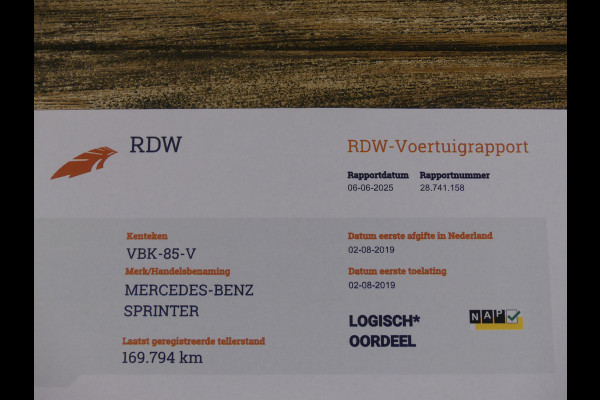 RDW
RDW-Voertuigrapport
Rapportdatum Rapportnummer
06-06-2025 28.741.158
Kenteken
VBK-85-V
Merk/Handelsbenaming
MERCEDES-BENZ
SPRINTER
Laatst geregistreerde tellerstand
169.794 km
Datum eerste afgifte in Nederland
02-08-2019
Datum eerste toelating
02-08-2019
LOGISCH*
OORDEEL
NAP